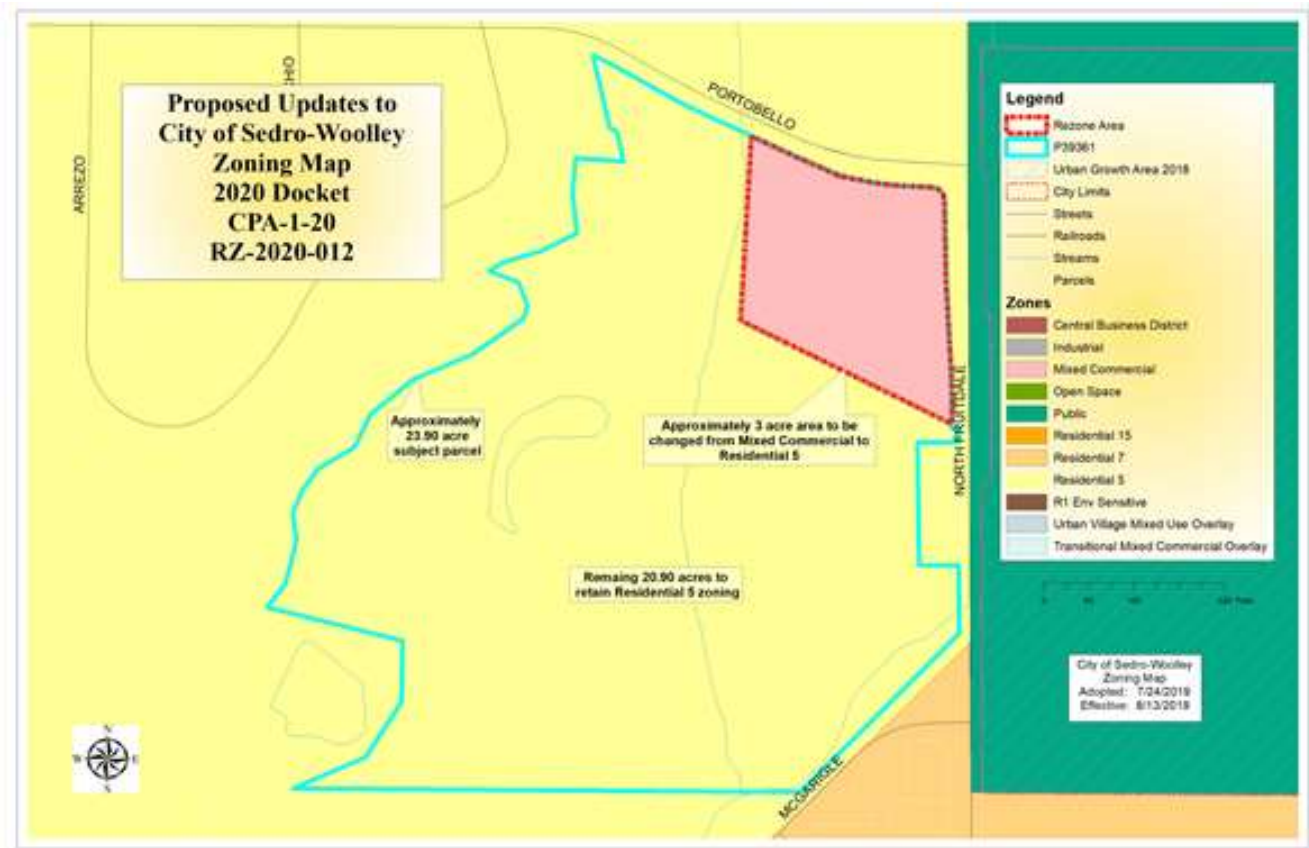 Proposed Updates to
City of Sedro-Woolley
Zoning Map
2020 Docket
CPA-1-20
RZ-2020-012
CHIO
ARREZO
PORTOBELLO
NORTH FRUITDALE
MCGARIGLE
Approximately
23.90 acre
subject parcel
Approximately 3 acre area to be
changed from Mixed Commercial to
Residential 5
Remaing 20.90 acres to
retain Residential 5 zoning
N
W
E
S
Legend
Rezone Area
P39361
Urban Growth Area 2018
City Limits
Streets
Railroads
Streams
Parcels
Zones
Central Business District
Industrial
Mixed Commercial
Open Space
Public
Residential 15
Residential 7
Residential 5
R1 Env Sensitive
Urban Village Mixed Use Overlay
Transitional Mixed Commercial Overlay
City of Sedro-Woolley
Zoning Map
Adopted: 7/24/2019
Effective: 8/13/2019